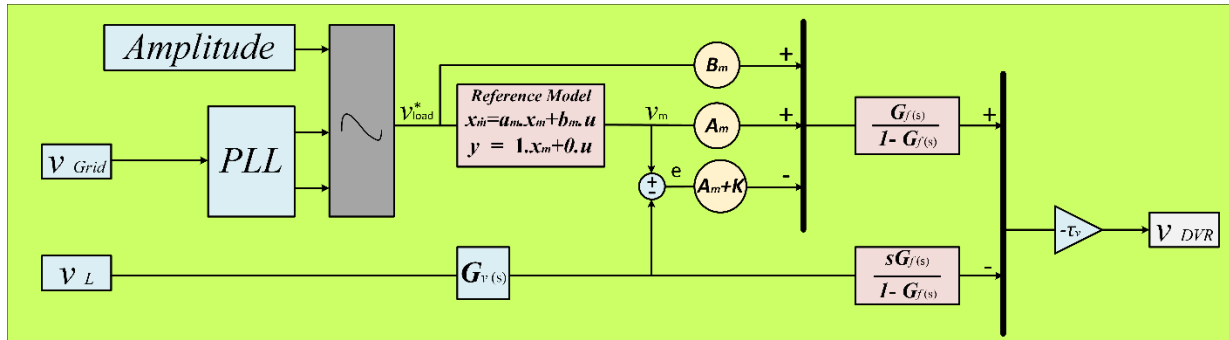 Amplitude
v Grid
PLL
v*load
Reference Model
xṁ=am.xm+bm.u
y = 1.xm+0.u
vm
Bm
+
Am
+
e
Am+K
-
+
-
Gf(s)
1- Gf(s)
+
v L
Gv(s)
sGf(s)
1- Gf(s)
-
-τv
v DVR